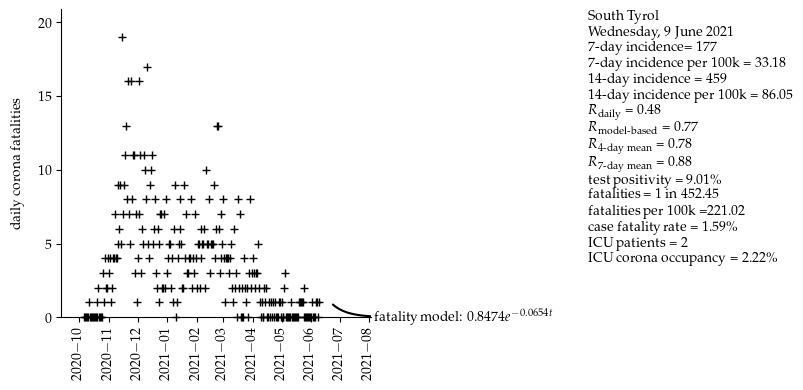 South Tyrol
Wednesday, 9 June 2021
7-day incidence= 177
7-day incidence per 100k = 33.18
14-day incidence = 459
14-day incidence per 100k = 86.05
R_daily = 0.48
R_model-based = 0.77
R_4-day mean = 0.78
R_7-day mean = 0.88
test positivity = 9.01%
fatalities = 1 in 452.45
fatalities per 100k =221.02
case fatality rate = 1.59%
ICU patients = 2
ICU corona occupancy = 2.22%
daily corona fatalities
20
15
10
5
0
fatality model: 0.8474e^{-0.0654t}
2020-10
2020-11
2020-12
2021-01
2021-02
2021-03
2021-04
2021-05
2021-06
2021-07
2021-08